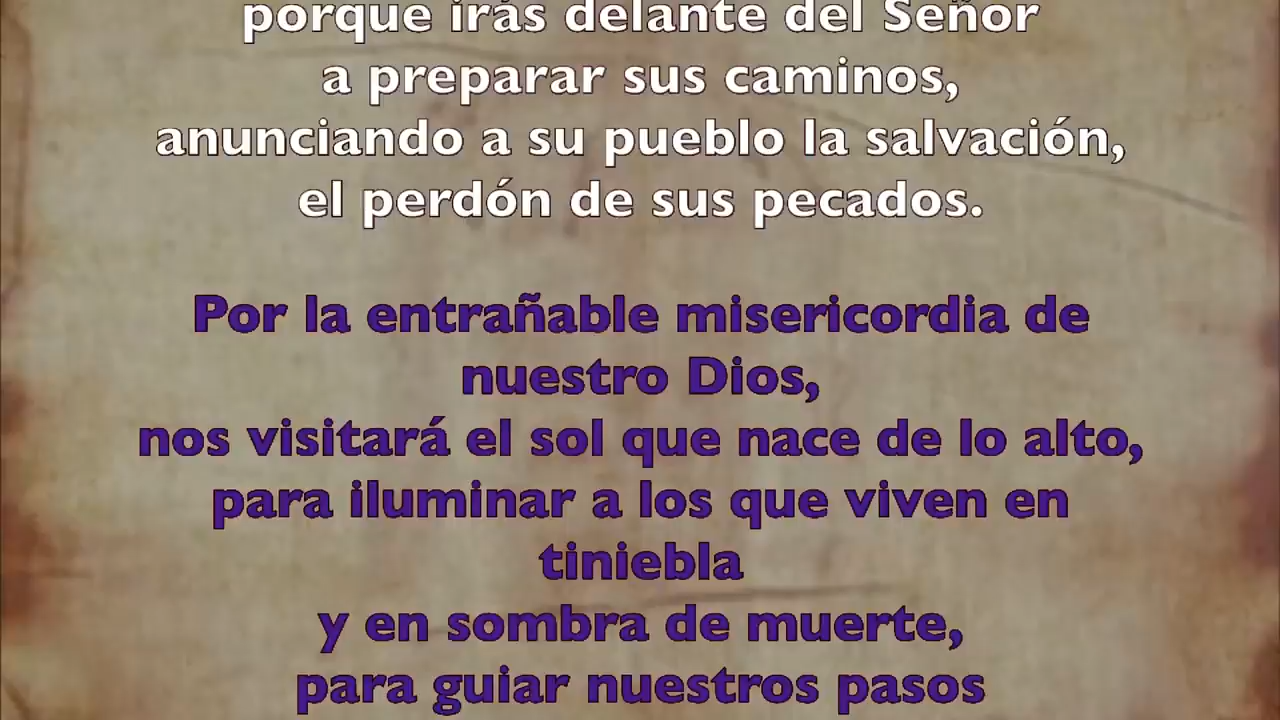 porque irás delante del Señor
a preparar sus caminos,
anunciando a su pueblo la salvación,
el perdón de sus pecados.
Por la entrañable misericordia de
nuestro Dios,
nos visitará el sol que nace de lo alto,
para iluminar a los que viven en
tiniebla
y en sombra de muerte,
para guiar nuestros pasos